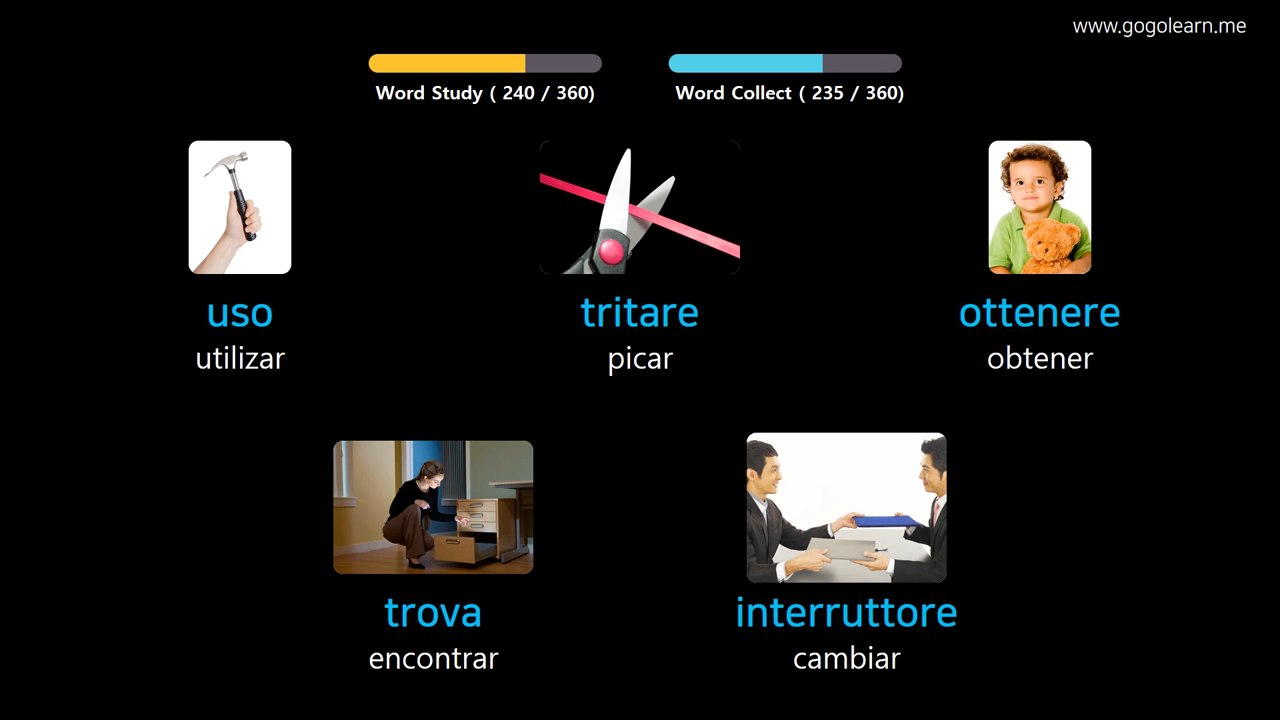 www.gogolearn.me
Word Study ( 240 / 360)
Word Collect ( 235 / 360)
uso
utilizar
tritare
picar
ottenere
obtener
trova
encontrar
interruttore
cambiar